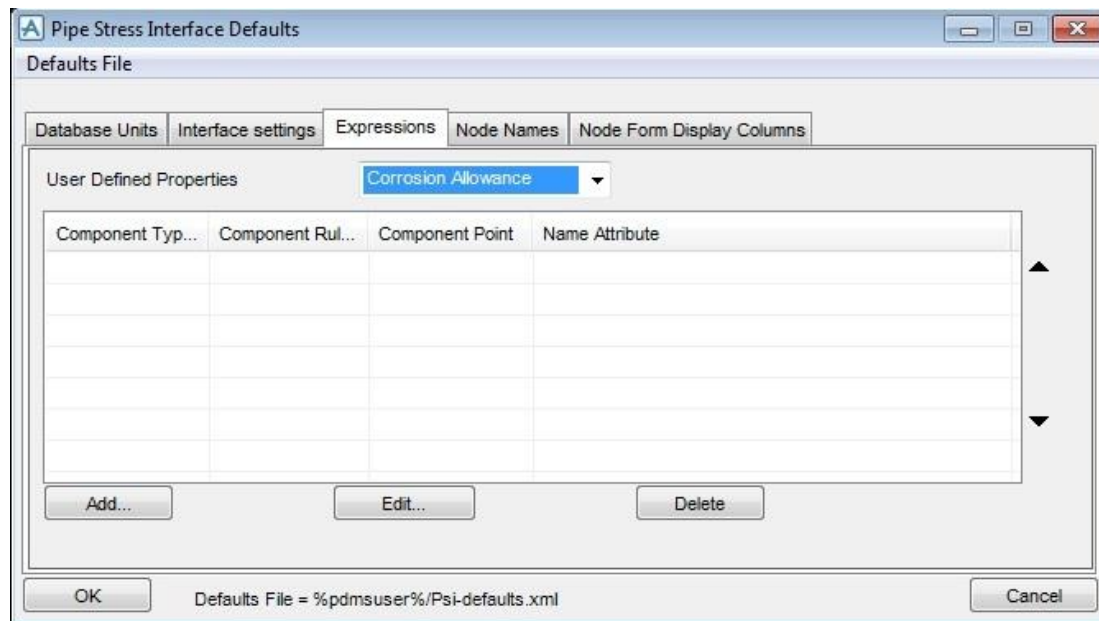 Pipe Stress Interface Defaults
Defaults File
Database Units Interface settings Expressions Node Names Node Form Display Columns
User Defined Properties Corrosion Allowance
Component Typ... Component Rul... Component Point Name Attribute
Add... Edit... Delete
OK Defaults File = %pdmsuser%/Psi-defaults.xml Cancel